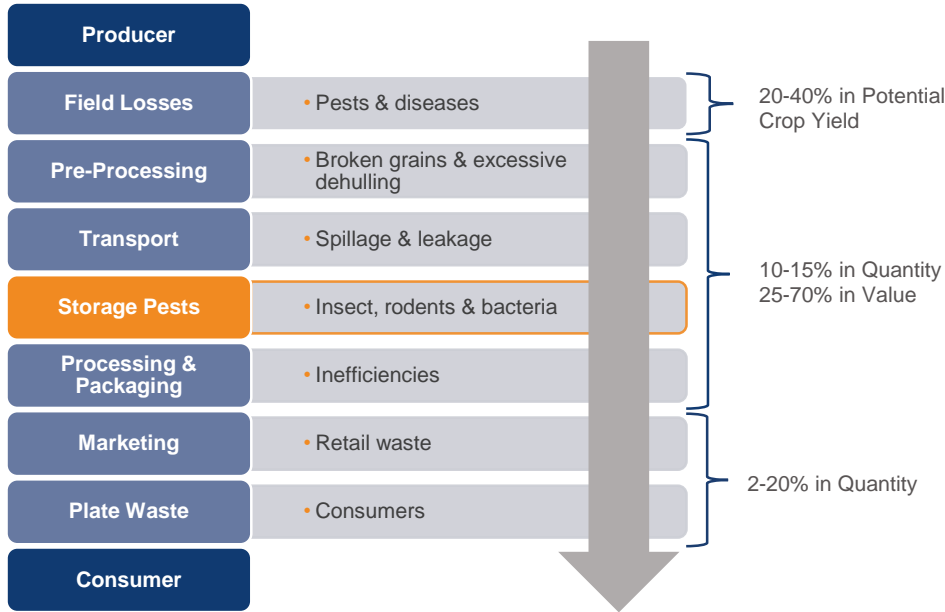 Producer
Field Losses
• Pests & diseases
20-40% in Potential
Crop Yield
Pre-Processing
• Broken grains & excessive
dehulling
Transport
• Spillage & leakage
10-15% in Quantity
25-70% in Value
Storage Pests
• Insect, rodents & bacteria
Processing &
Packaging
• Inefficiencies
Marketing
• Retail waste
2-20% in Quantity
Plate Waste
• Consumers
Consumer